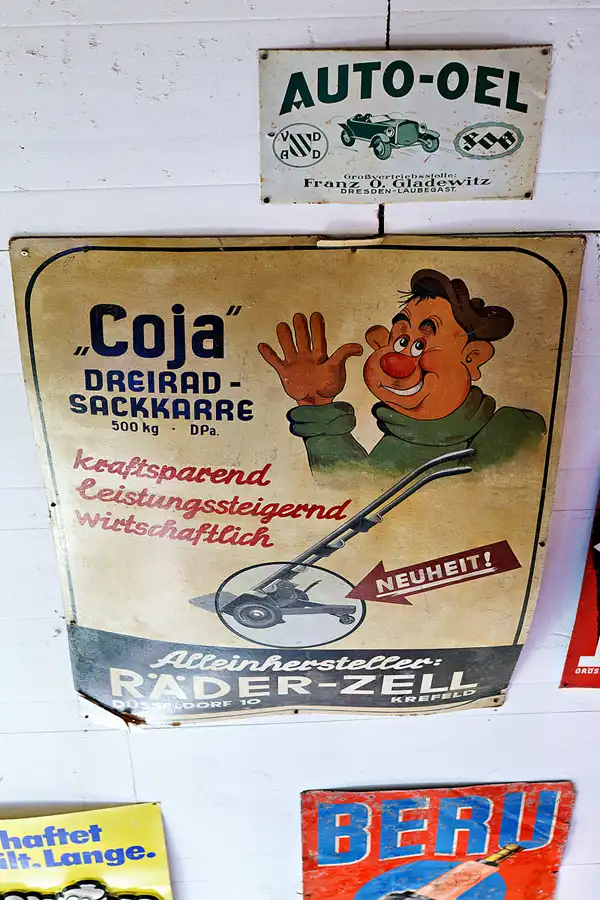 AUTO-OEL
V D
A D
Großvertriebsstelle:
Franz O. Gladewitz
DRESDEN-LAUBEGAST.
„Coja“
DREIRAD-
SACKKARRE
500 kg · DPa.
kraftsparend
Leistungssteigernd
Wirtschaftlich
NEUHEIT!
Alleinhersteller:
RÄDER-ZELL
DÜSSELDORF 10 KREFELD
haftet
ilt. Lange.
BERU